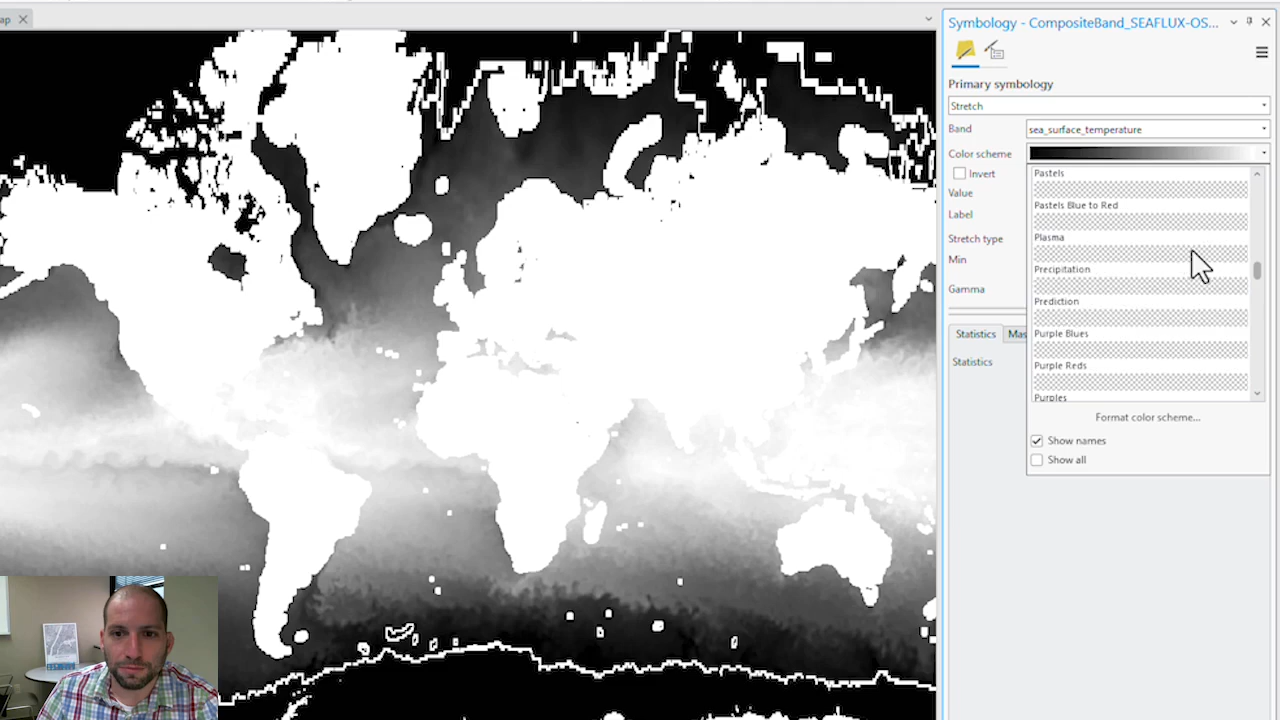 ap
Symbology - CompositeBand_SEAFLUX-OS...
Primary symbology
Stretch
Band
sea_surface_temperature
Color scheme
Invert
Value
Label
Stretch type
Min
Gamma
Statistics
Mas
Statistics
Pastels
Pastels Blue to Red
Plasma
Precipitation
Prediction
Purple Blues
Purple Reds
Purples
Format color scheme...
Show names
Show all